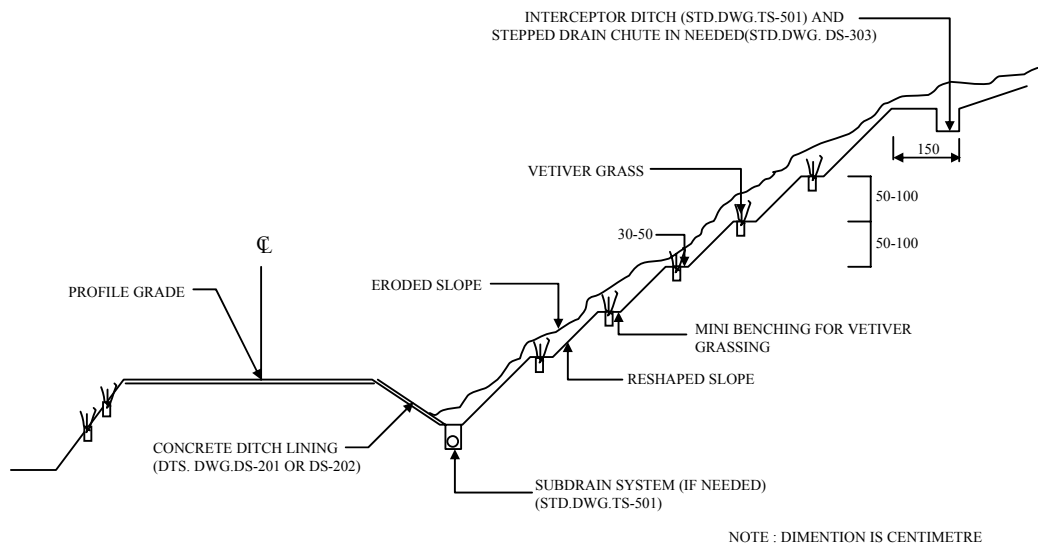 INTERCEPTOR DITCH (STD.DWG.TS-501) AND
STEPPED DRAIN CHUTE IN NEEDED(STD.DWG. DS-303)
150
VETIVER GRASS
50-100
30-50
50-100
℄
PROFILE GRADE
ERODED SLOPE
MINI BENCHING FOR VETIVER
GRASSING
RESHAPED SLOPE
CONCRETE DITCH LINING
(DTS. DWG.DS-201 OR DS-202)
SUBDRAIN SYSTEM (IF NEEDED)
(STD.DWG.TS-501)
NOTE : DIMENTION IS CENTIMETRE